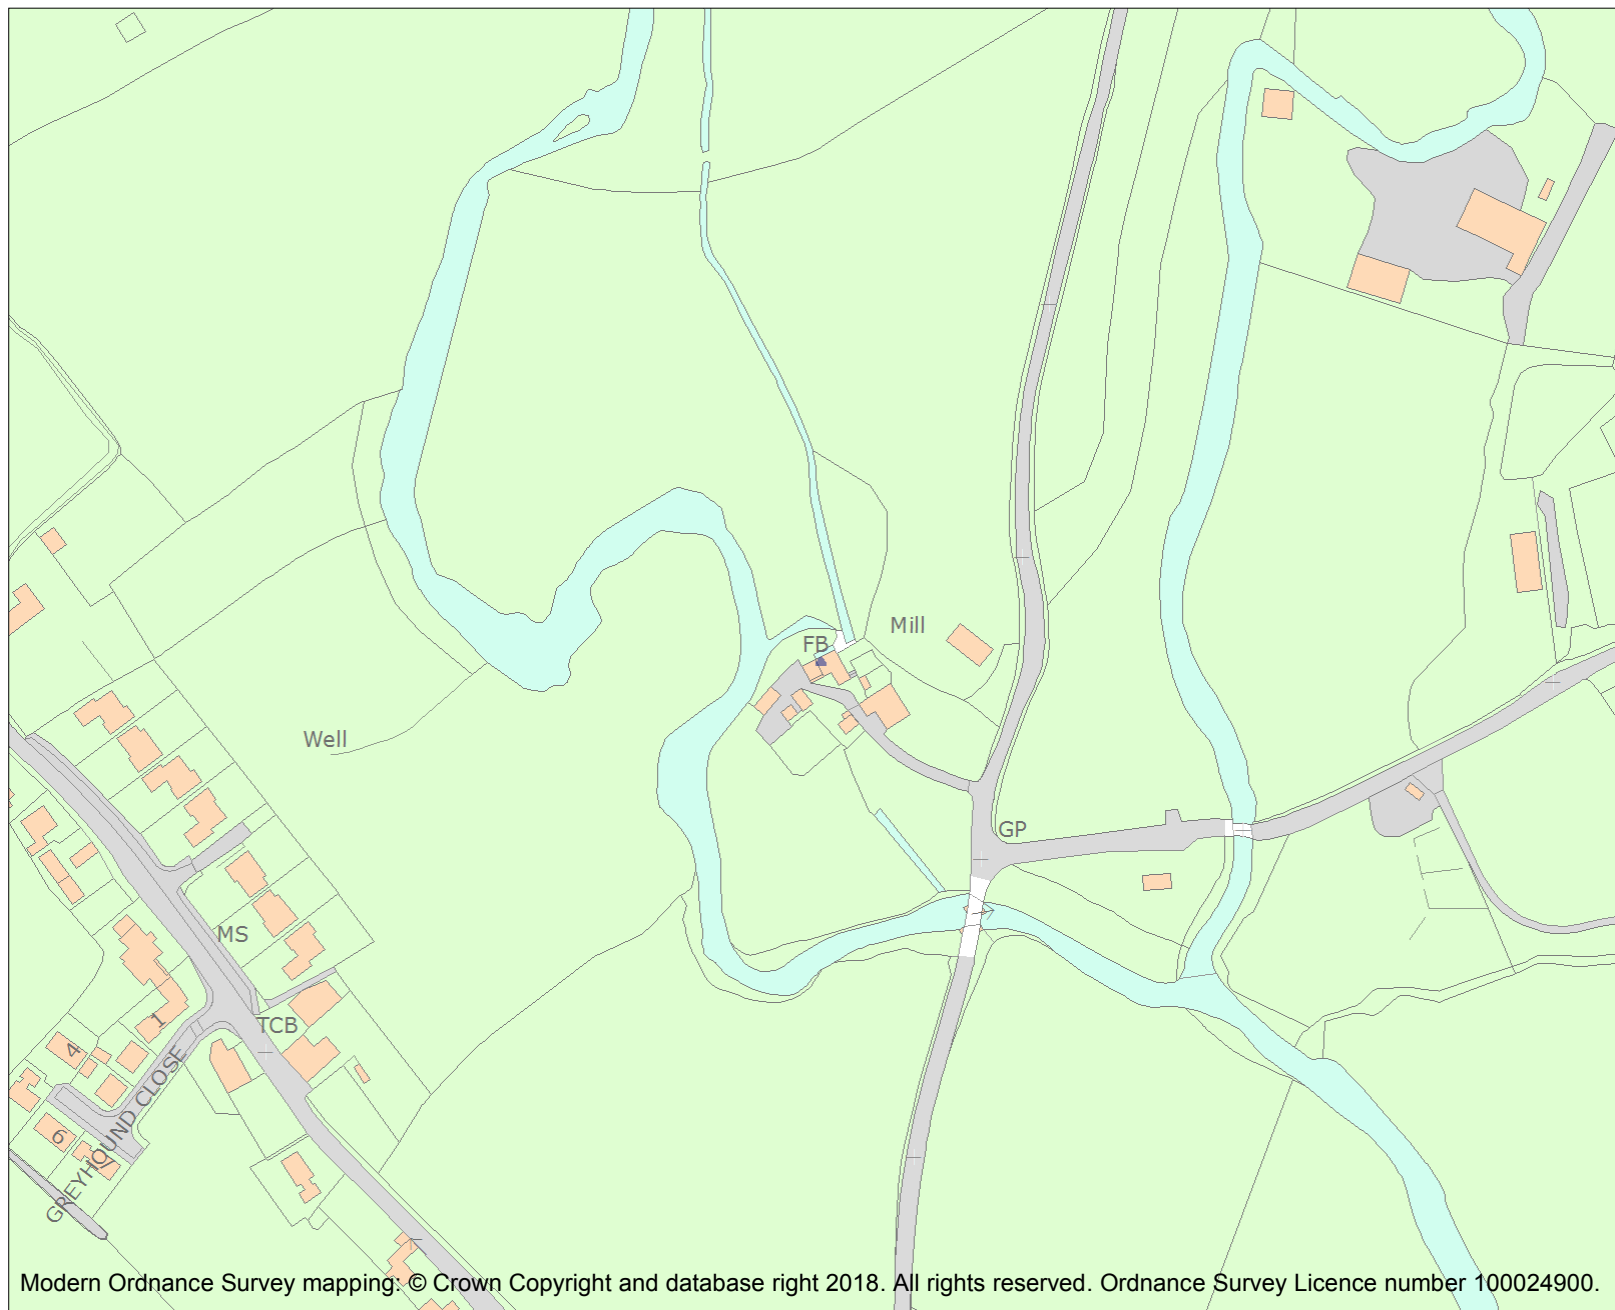 Mill
FB
Well
GP
MS
TCB
1
4
6
GREYHOUND CLOSE
Modern Ordnance Survey mapping: © Crown Copyright and database right 2018. All rights reserved. Ordnance Survey Licence number 100024900.